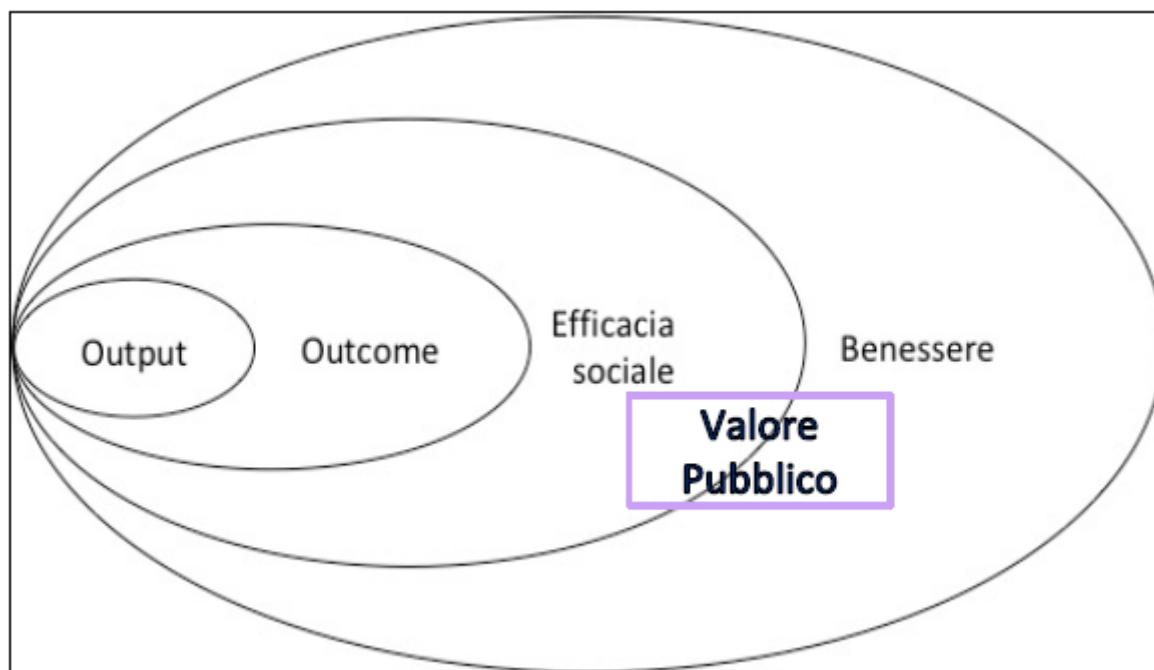 Output
Outcome
Efficacia
sociale
Benessere
Valore
Pubblico